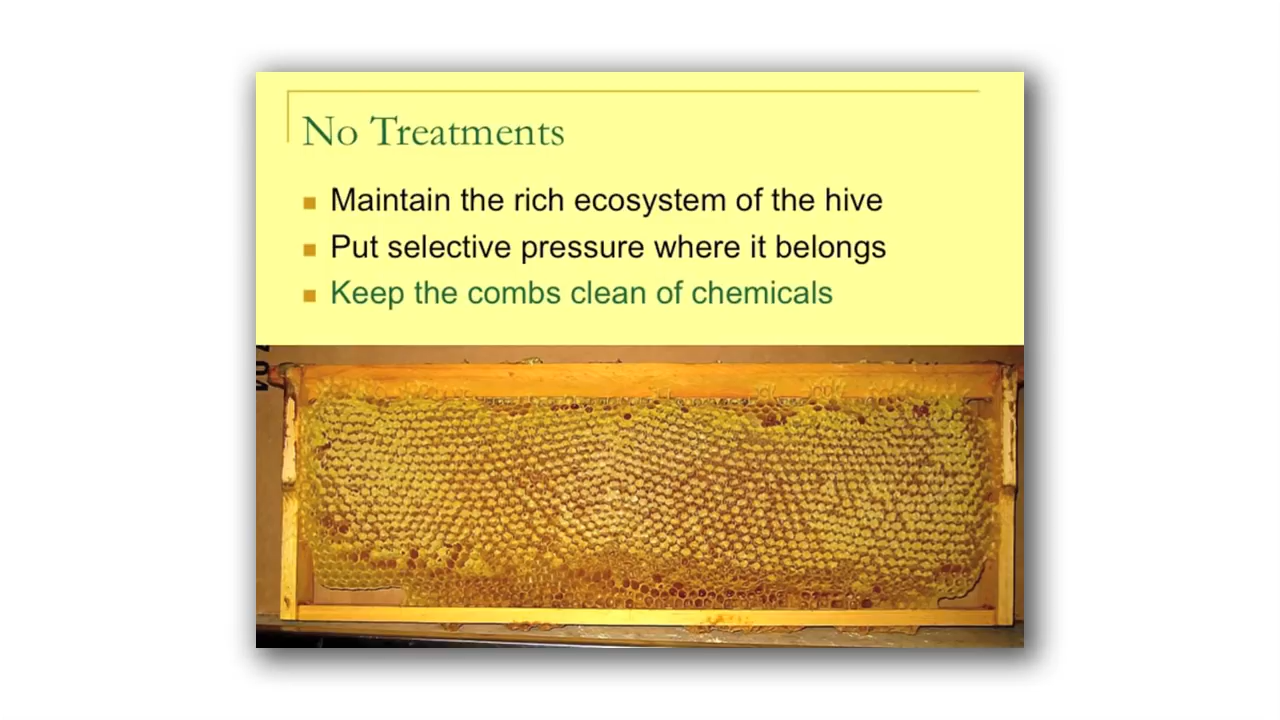 No Treatments
Maintain the rich ecosystem of the hive
Put selective pressure where it belongs
Keep the combs clean of chemicals